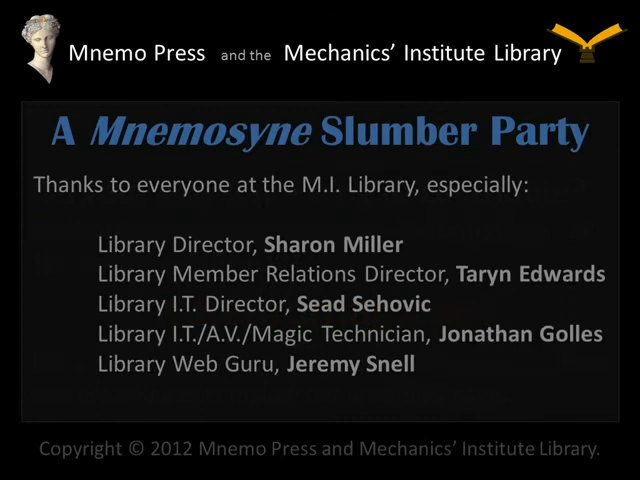 Mnemo Press and the Mechanics’ Institute Library
A Mnemosyne Slumber Party
Thanks to everyone at the M.I. Library, especially:
Library Director, Sharon Miller
Library Member Relations Director, Taryn Edwards
Library I.T. Director, Sead Sehovic
Library I.T./A.V./Magic Technician, Jonathan Golles
Library Web Guru, Jeremy Snell
Copyright © 2012 Mnemo Press and Mechanics’ Institute Library.